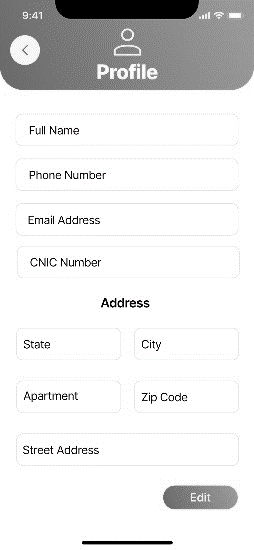 9:41
Profile
Full Name
Phone Number
Email Address
CNIC Number
Address
State City
Apartment Zip Code
Street Address
Edit